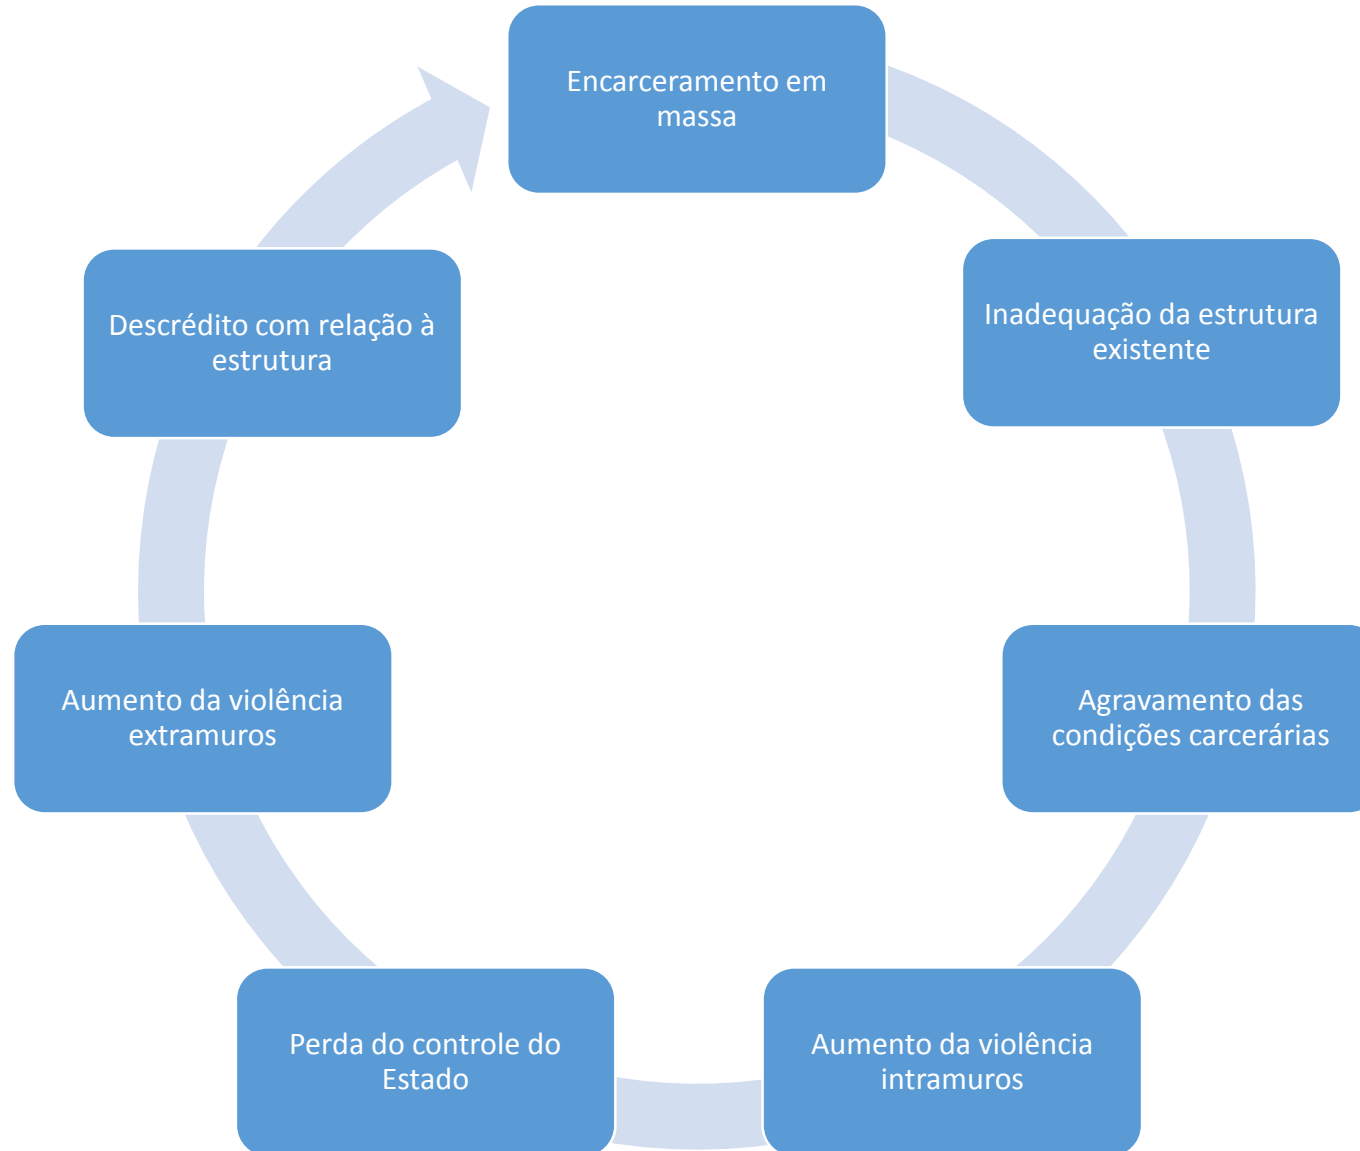 Encarceramento em
massa
Inadequação da estrutura
existente
Agravamento das
condições carcerárias
Aumento da violência
intramuros
Perda do controle do
Estado
Aumento da violência
extramuros
Descrédito com relação à
estrutura